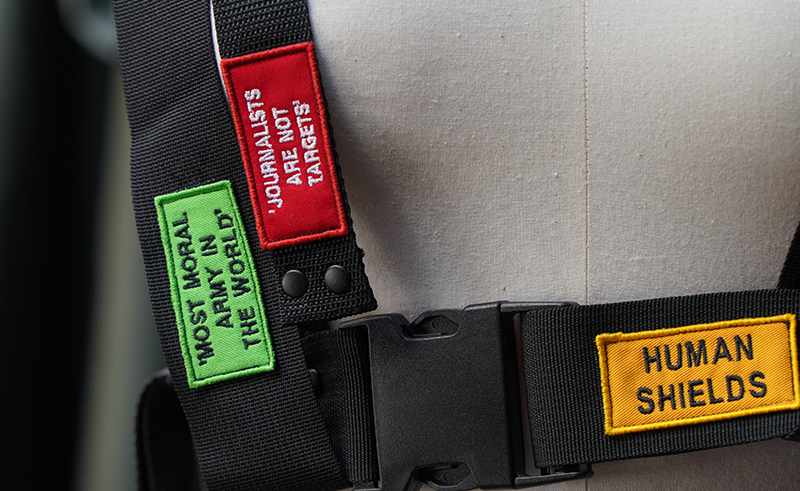 'JOURNALISTS
ARE NOT
TARGETS'
'MOST MORAL
ARMY IN
THE WORLD'
HUMAN
SHIELDS